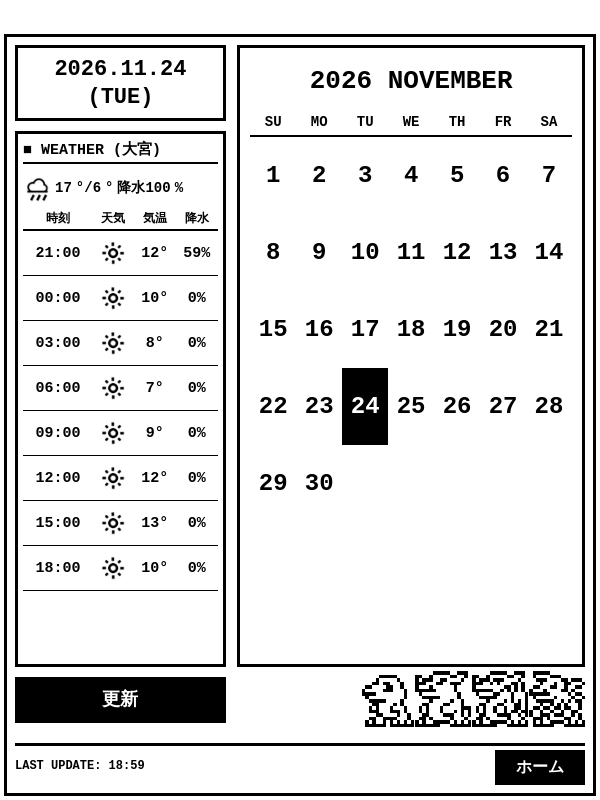 2026.11.24
(TUE)
■ WEATHER (大宮)
17 °/6 ° 降水100 %
時刻 天気 気温 降水
21:00 12° 59%
00:00 10° 0%
03:00 8° 0%
06:00 7° 0%
09:00 9° 0%
12:00 12° 0%
15:00 13° 0%
18:00 10° 0%
2026 NOVEMBER
SU MO TU WE TH FR SA
1 2 3 4 5 6 7
8 9 10 11 12 13 14
15 16 17 18 19 20 21
22 23 24 25 26 27 28
29 30
更新
LAST UPDATE: 18:59
ホーム